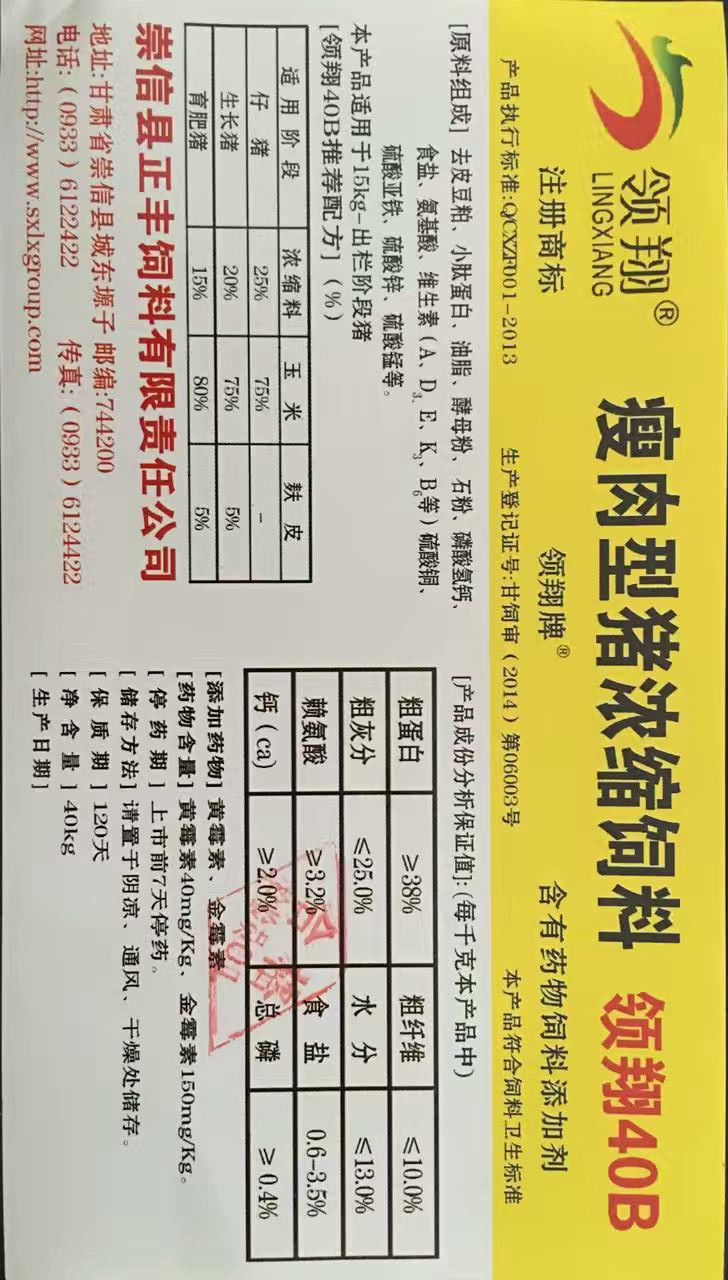 领翔®
LINGXIANG
瘦肉型猪浓缩饲料 领翔40B
注册商标 领翔牌® 含有药物饲料添加剂
产品执行标准:Q/CXZF001-2013 生产登记证号:甘饲审（2014）第06003号 本产品符合饲料卫生标准
[原料组成] 去皮豆粕、小肽蛋白、油脂、酵母粉、石粉、磷酸氢钙、
食盐、氨基酸、维生素（A、D3、E、K3、B6等）硫酸铜、
硫酸亚铁、硫酸锌、硫酸锰等。
本产品适用于15kg-出栏阶段猪
[领翔40B推荐配方]（%）
适用阶段 浓缩料 玉米 麸皮
仔猪 25% 75% -
生长猪 20% 75% 5%
育肥猪 15% 80% 5%
崇信县正丰饲料有限责任公司
地址:甘肃省崇信县城东塬子 邮编:744200
电话:（0933）6122422 传真:（0933）6124422
网址:http://www.sxlxgroup.com
[产品成份分析保证值]:(每千克本产品中)
粗蛋白 ≥38% 粗纤维 ≤10.0%
粗灰分 ≤25.0% 水分 ≤13.0%
赖氨酸 ≥3.2% 食盐 0.6-3.5%
钙(ca) ≥2.0% 总磷 ≥0.4%
[添加药物] 黄霉素、金霉素。
[药物含量] 黄霉素40mg/Kg、金霉素150mg/Kg。
[停药期] 上市前7天停药。
[储存方法] 请置于阴凉、通风、干燥处储存。
[保质期] 120天
[净含量] 40kg
[生产日期]